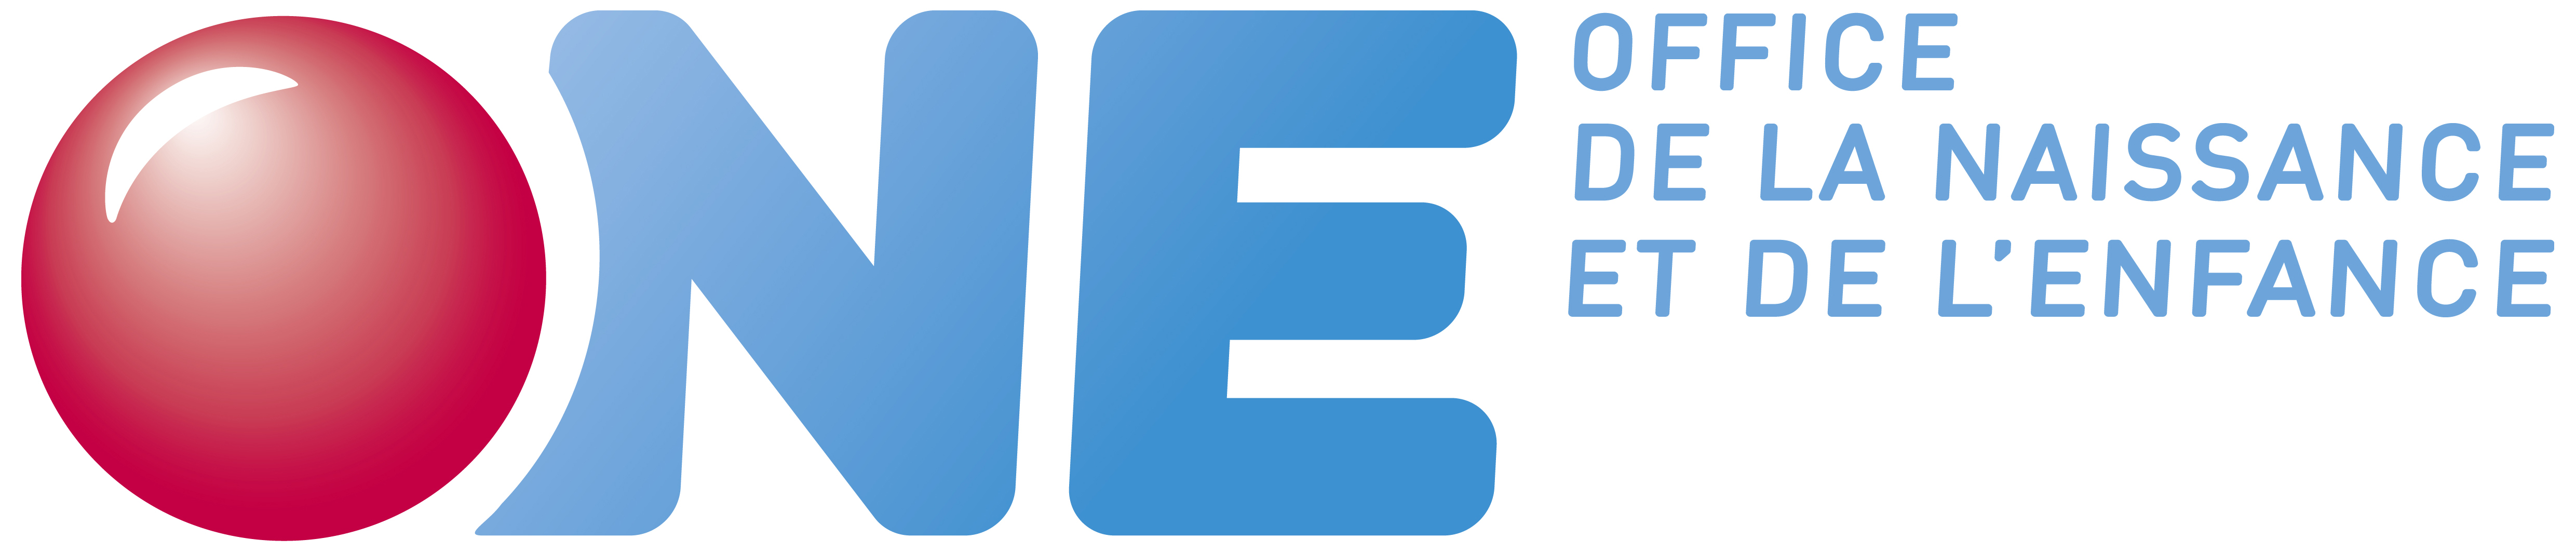 ONE
OFFICE
DE LA NAISSANCE
ET DE L'ENFANCE